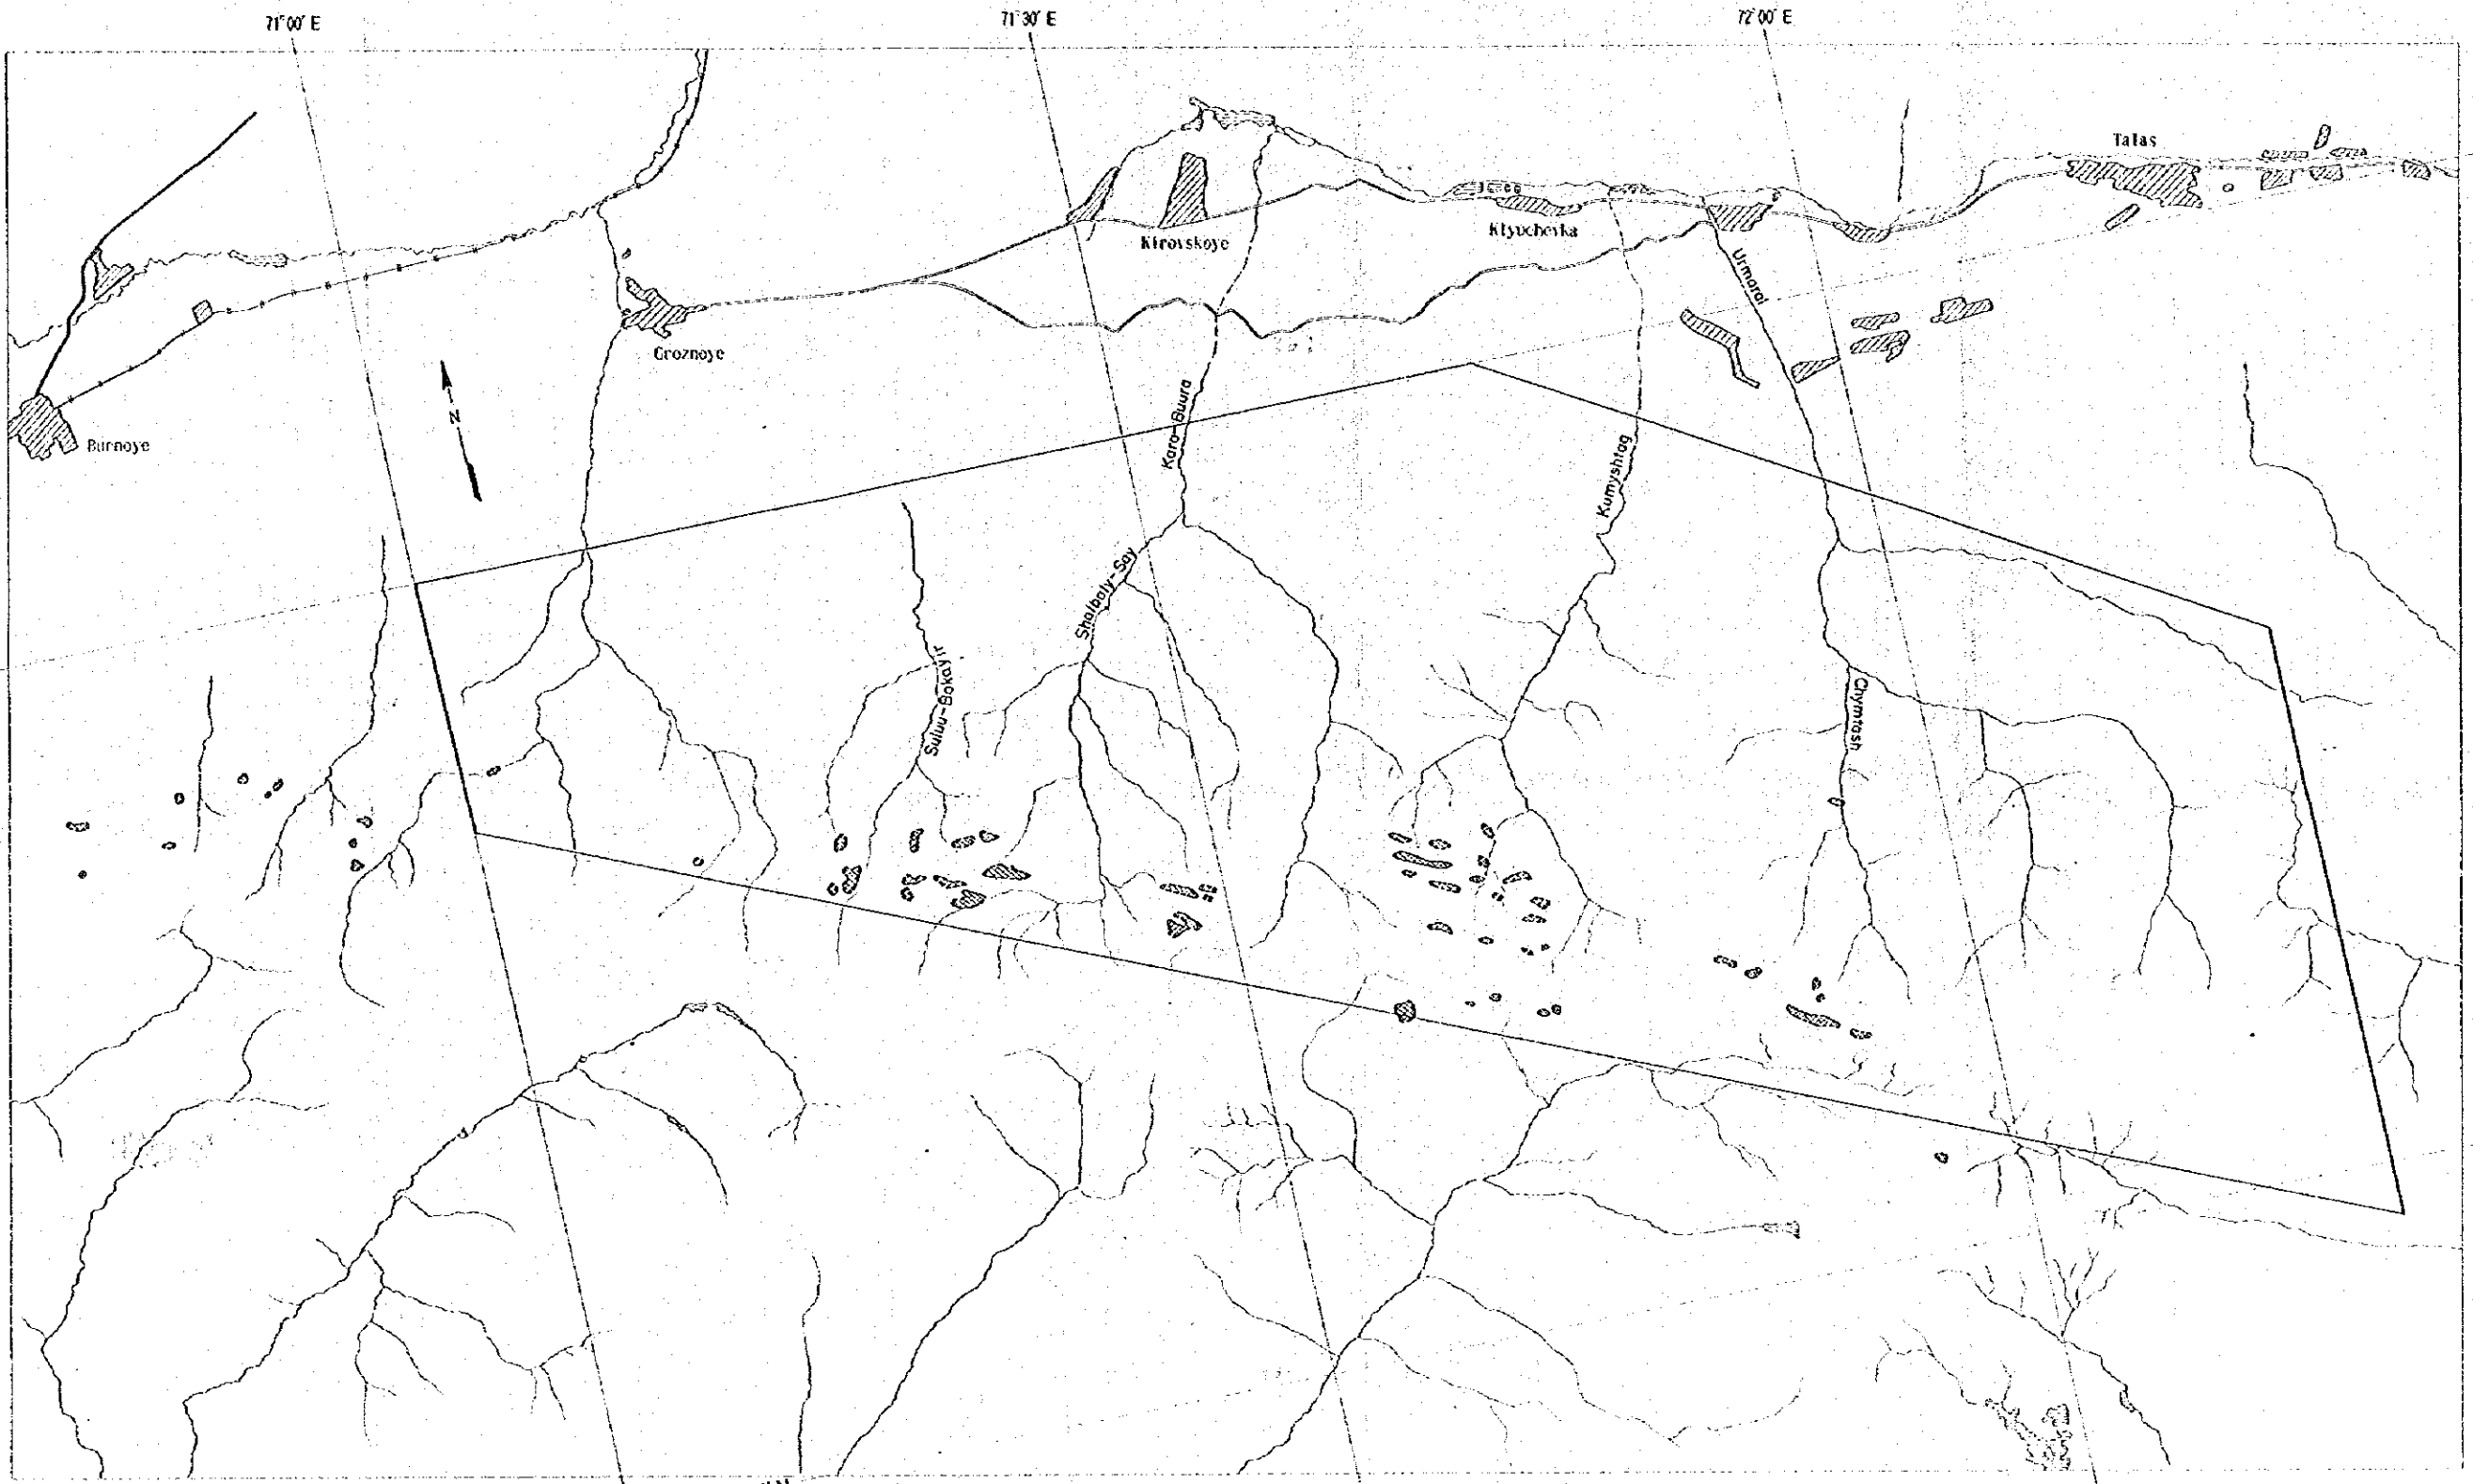 71°00' E
71°30' E
72°00' E
Talas
Kirovskoye
Klyuchevka
Urmaral
Groznoye
N
Burnoye
Karo-Buura
Kumyshtag
Shalbaly-Say
Suluu-Bakayir
Chymtash